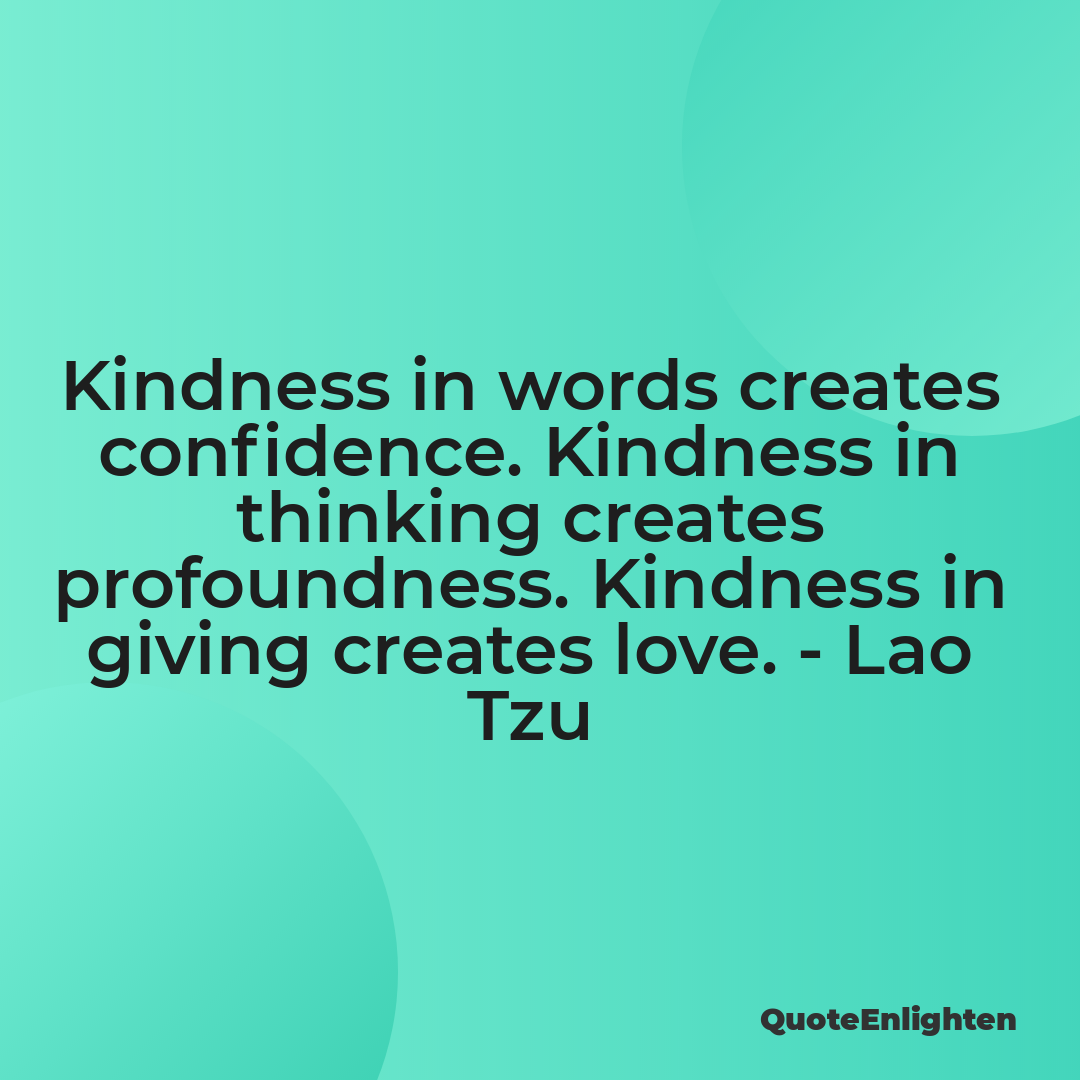 Kindness in words creates
confidence. Kindness in
thinking creates
profoundness. Kindness in
giving creates love. - Lao
Tzu
QuoteEnlighten